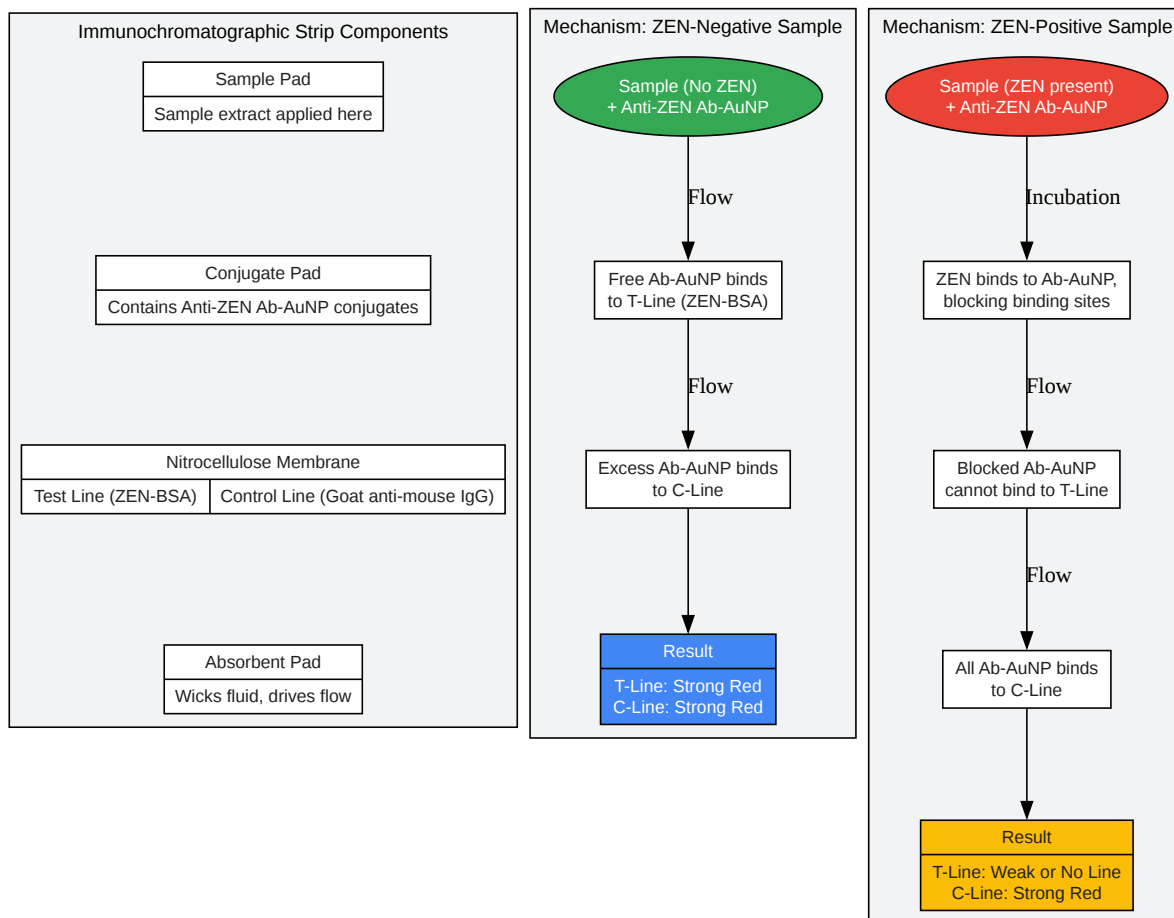 Immunochromatographic Strip Components
Sample Pad
Sample extract applied here
Conjugate Pad
Contains Anti-ZEN Ab-AuNP conjugates
Nitrocellulose Membrane
Test Line (ZEN-BSA)
Control Line (Goat anti-mouse IgG)
Absorbent Pad
Wicks fluid, drives flow
Mechanism: ZEN-Negative Sample
Sample (No ZEN)
+ Anti-ZEN Ab-AuNP
Flow
Free Ab-AuNP binds
to T-Line (ZEN-BSA)
Flow
Excess Ab-AuNP binds
to C-Line
Result
T-Line: Strong Red
C-Line: Strong Red
Mechanism: ZEN-Positive Sample
Sample (ZEN present)
+ Anti-ZEN Ab-AuNP
Incubation
ZEN binds to Ab-AuNP,
blocking binding sites
Flow
Blocked Ab-AuNP
cannot bind to T-Line
Flow
All Ab-AuNP binds
to C-Line
Result
T-Line: Weak or No Line
C-Line: Strong Red